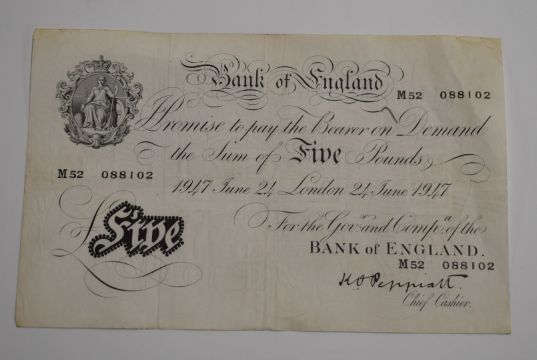 Bank of England
M52 088102
I Promise to pay the Bearer on Demand
the Sum of Five Pounds
M52 088102
1947 June 24 London 24 June 1947
For the Govr. and Compa. of the
BANK of ENGLAND.
M52 088102
£Five
K O Peppiatt.
Chief Cashier.